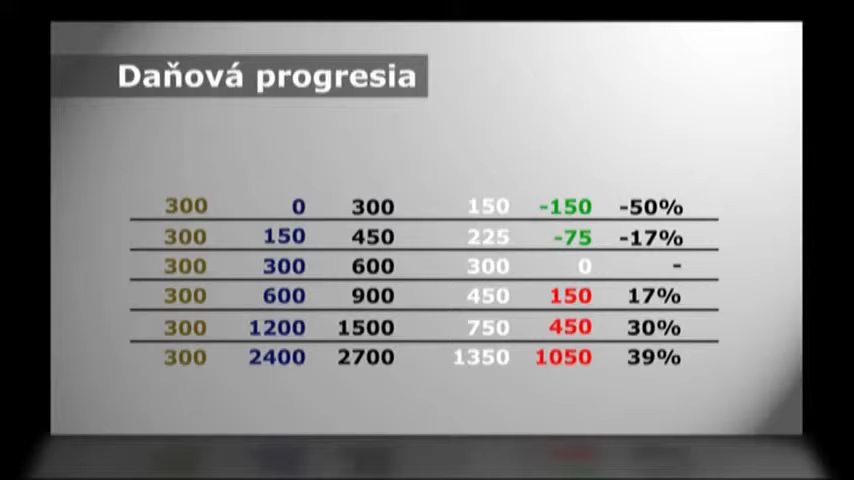 Daňová progresia
300 0 300 150 -150 -50%
300 150 450 225 -75 -17%
300 300 600 300 0 -
300 600 900 450 150 17%
300 1200 1500 750 450 30%
300 2400 2700 1350 1050 39%